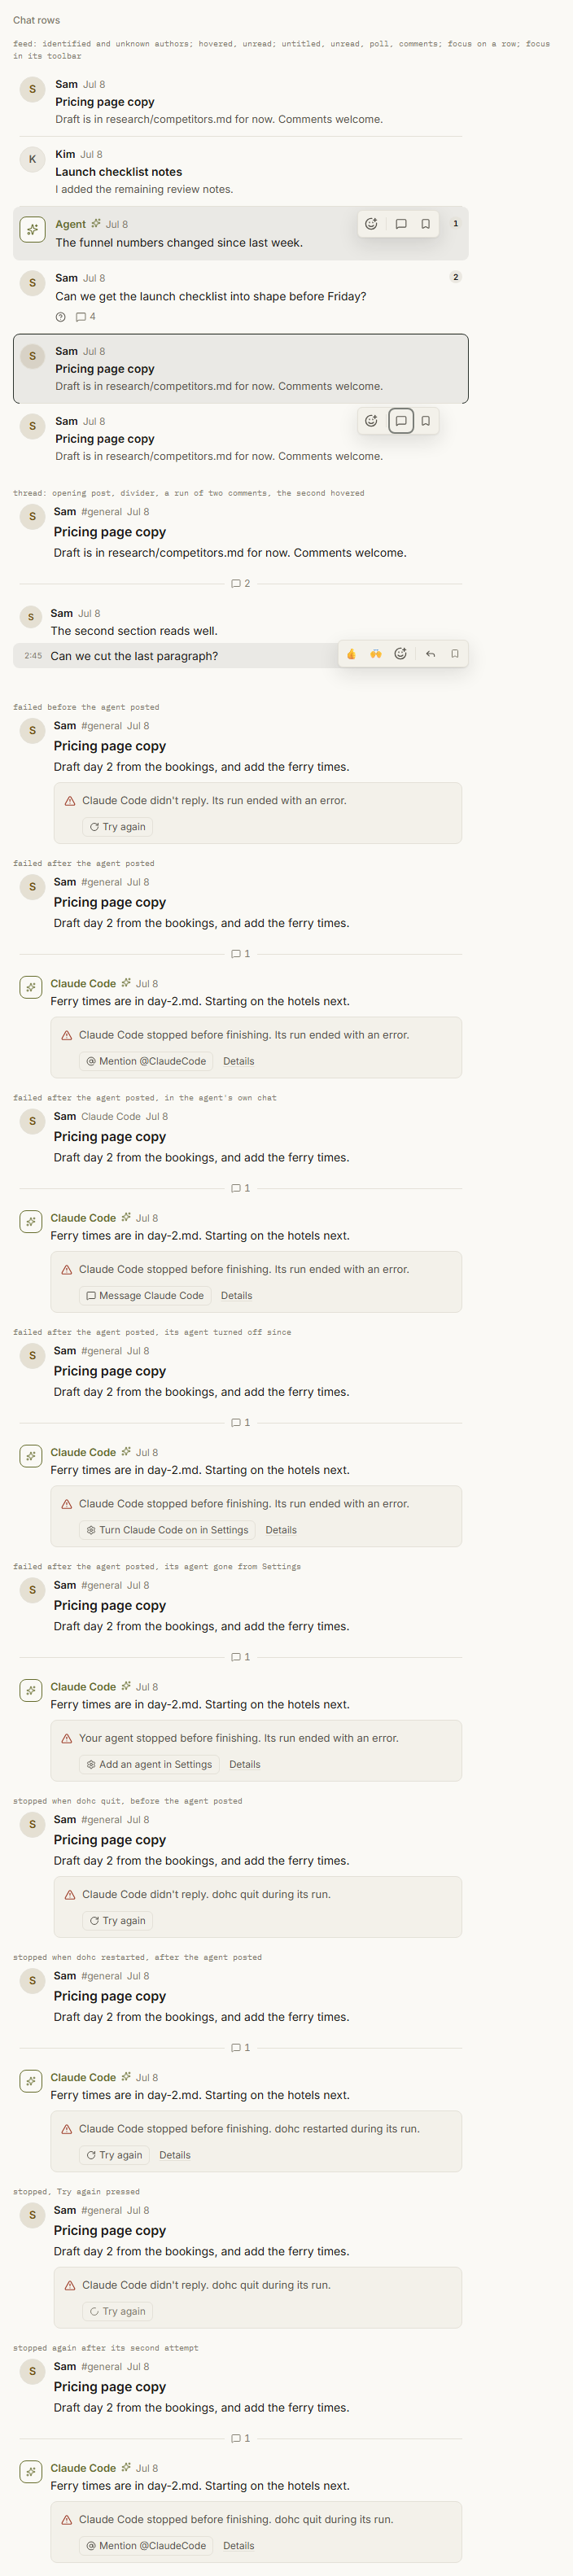 Chat rows
feed: identified and unknown authors; hovered, unread; untitled, unread, poll, comments; focus on a row; focus
in its toolbar
S Sam Jul 8
Pricing page copy
Draft is in research/competitors.md for now. Comments welcome.
K Kim Jul 8
Launch checklist notes
I added the remaining review notes.
Agent Jul 8 1
The funnel numbers changed since last week.
S Sam Jul 8 2
Can we get the launch checklist into shape before Friday?
4
S Sam Jul 8
Pricing page copy
Draft is in research/competitors.md for now. Comments welcome.
S Sam Jul 8
Pricing page copy
Draft is in research/competitors.md for now. Comments welcome.
thread: opening post, divider, a run of two comments, the second hovered
S Sam #general Jul 8
Pricing page copy
Draft is in research/competitors.md for now. Comments welcome.
2
S Sam Jul 8
The second section reads well.
2:45 Can we cut the last paragraph?
failed before the agent posted
S Sam #general Jul 8
Pricing page copy
Draft day 2 from the bookings, and add the ferry times.
Claude Code didn't reply. Its run ended with an error.
Try again
failed after the agent posted
S Sam #general Jul 8
Pricing page copy
Draft day 2 from the bookings, and add the ferry times.
1
Claude Code Jul 8
Ferry times are in day-2.md. Starting on the hotels next.
Claude Code stopped before finishing. Its run ended with an error.
Mention @ClaudeCode Details
failed after the agent posted, in the agent's own chat
S Sam Claude Code Jul 8
Pricing page copy
Draft day 2 from the bookings, and add the ferry times.
1
Claude Code Jul 8
Ferry times are in day-2.md. Starting on the hotels next.
Claude Code stopped before finishing. Its run ended with an error.
Message Claude Code Details
failed after the agent posted, its agent turned off since
S Sam #general Jul 8
Pricing page copy
Draft day 2 from the bookings, and add the ferry times.
1
Claude Code Jul 8
Ferry times are in day-2.md. Starting on the hotels next.
Claude Code stopped before finishing. Its run ended with an error.
Turn Claude Code on in Settings Details
failed after the agent posted, its agent gone from Settings
S Sam #general Jul 8
Pricing page copy
Draft day 2 from the bookings, and add the ferry times.
1
Claude Code Jul 8
Ferry times are in day-2.md. Starting on the hotels next.
Your agent stopped before finishing. Its run ended with an error.
Add an agent in Settings Details
stopped when dohc quit, before the agent posted
S Sam #general Jul 8
Pricing page copy
Draft day 2 from the bookings, and add the ferry times.
Claude Code didn't reply. dohc quit during its run.
Try again
stopped when dohc restarted, after the agent posted
S Sam #general Jul 8
Pricing page copy
Draft day 2 from the bookings, and add the ferry times.
1
Claude Code Jul 8
Ferry times are in day-2.md. Starting on the hotels next.
Claude Code stopped before finishing. dohc restarted during its run.
Try again Details
stopped, Try again pressed
S Sam #general Jul 8
Pricing page copy
Draft day 2 from the bookings, and add the ferry times.
Claude Code didn't reply. dohc quit during its run.
Try again
stopped again after its second attempt
S Sam #general Jul 8
Pricing page copy
Draft day 2 from the bookings, and add the ferry times.
1
Claude Code Jul 8
Ferry times are in day-2.md. Starting on the hotels next.
Claude Code stopped before finishing. dohc quit during its run.
Mention @ClaudeCode Details